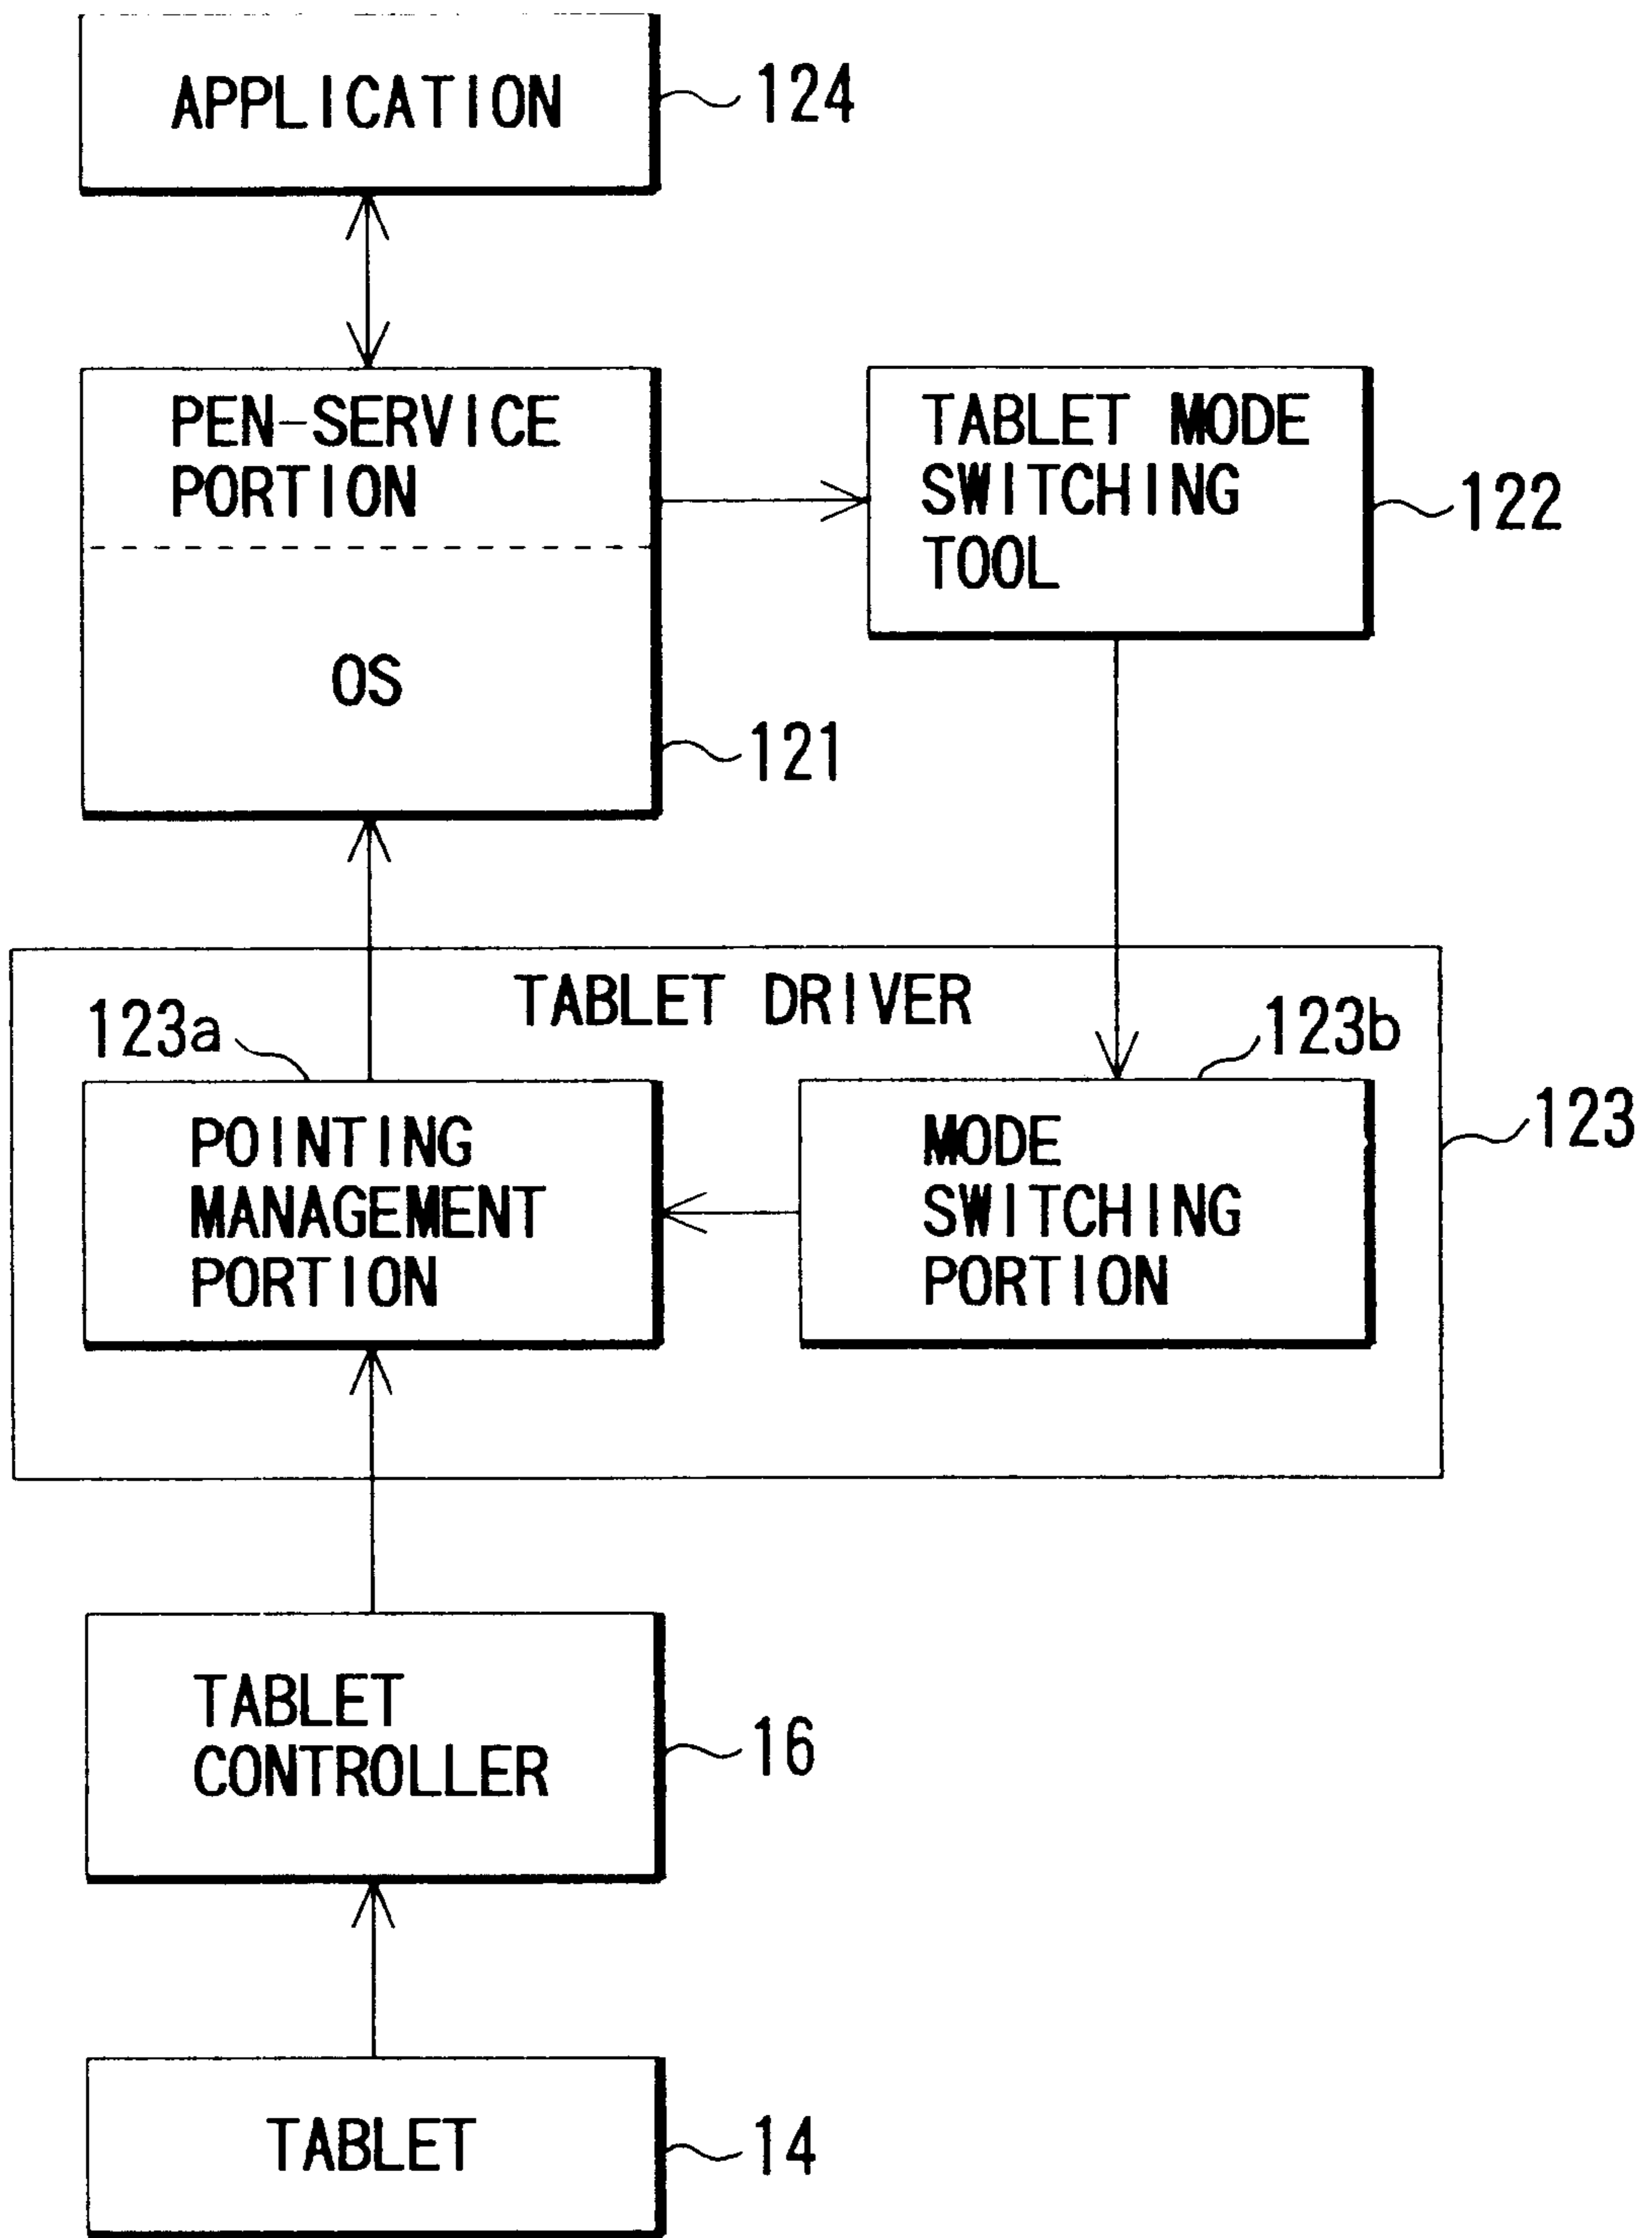 APPLICATION
124
PEN-SERVICE
PORTION
OS
121
TABLET MODE
SWITCHING
TOOL
122
TABLET DRIVER
123a
123b
123
POINTING
MANAGEMENT
PORTION
MODE
SWITCHING
PORTION
TABLET
CONTROLLER
16
TABLET
14